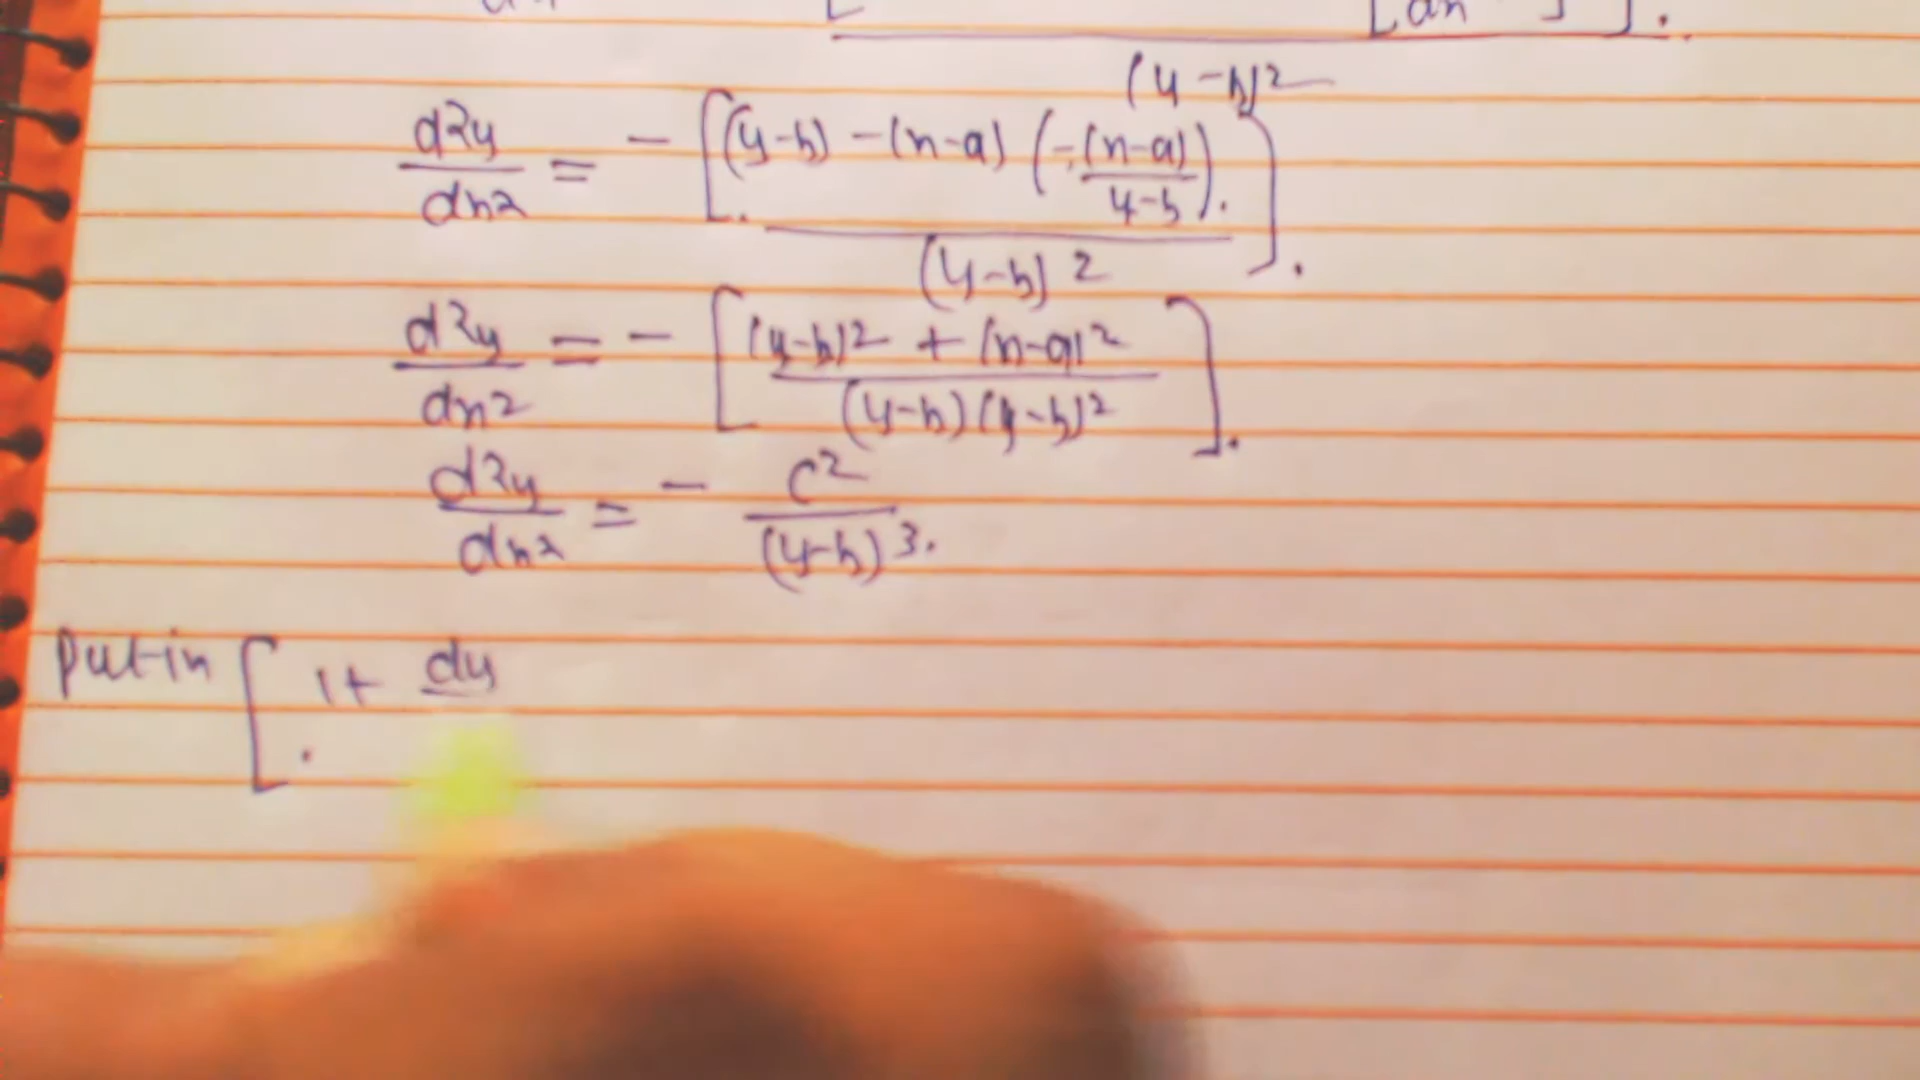 (y-b)2
d2y/dx2 = - [(y-b) -(x-a) (-(x-a)/y-b). / (y-b)2].
d2y/dx2 = - [(y-b)2 + (x-a)2 / (y-b)(y-b)2].
d2y/dx2 = - c2/(y-b)3.
Put in [ 1+ dy